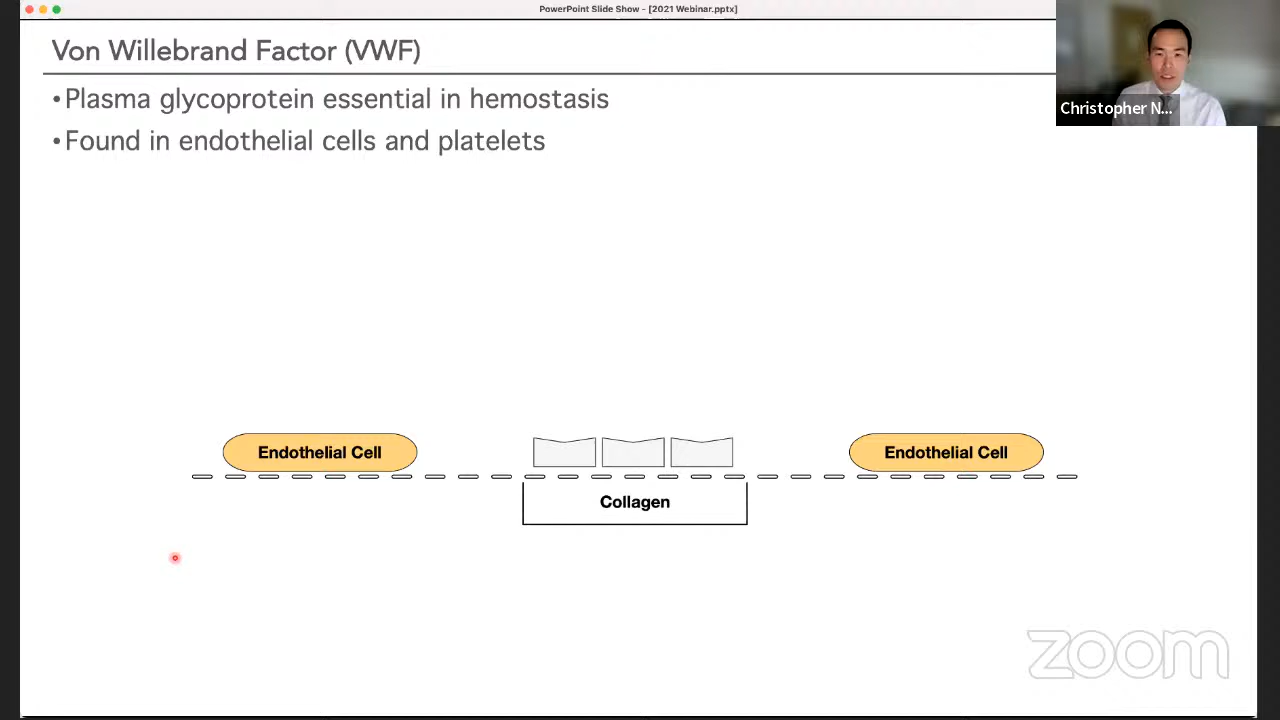 PowerPoint Slide Show - [2021 Webinar.pptx]
Von Willebrand Factor (VWF)
•Plasma glycoprotein essential in hemostasis
•Found in endothelial cells and platelets
Christopher N...
Endothelial Cell
Endothelial Cell
Collagen
zoom